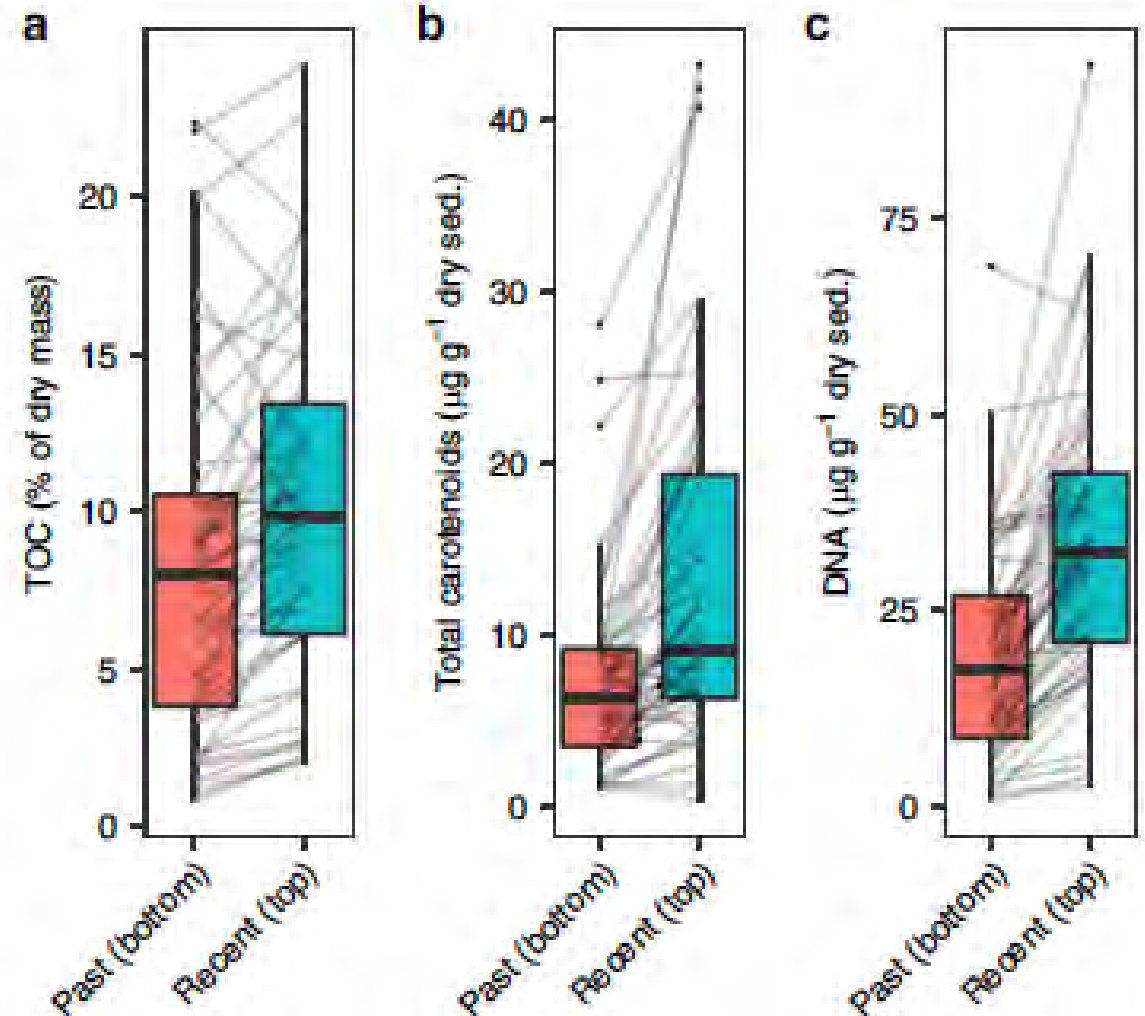 a
TOC (% of dry mass)
20
15
10
5
0
Past (bottom)
Recent (top)
b
Total carotenoids (µg g⁻¹ dry sed.)
40
30
20
10
0
Past (bottom)
Recent (top)
c
DNA (µg g⁻¹ dry sed.)
75
50
25
0
Past (bottom)
Recent (top)